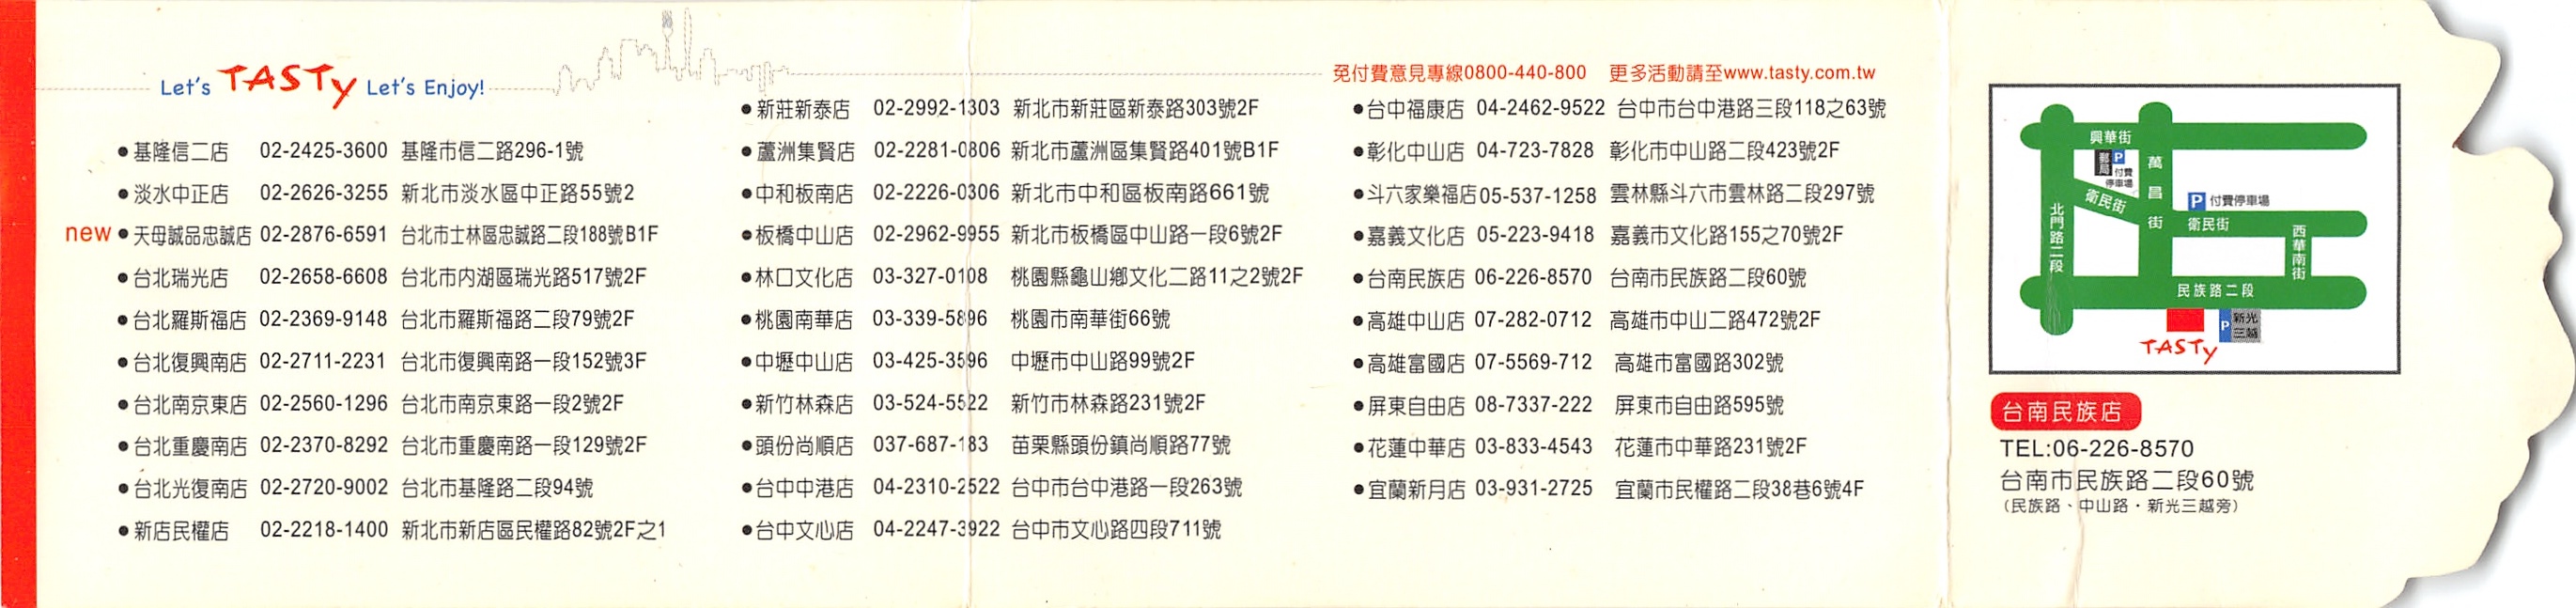 Let's TASTy Let's Enjoy!
●基隆信二店 02-2425-3600 基隆市信二路296-1號
●淡水中正店 02-2626-3255 新北市淡水區中正路55號2
new ●天母誠品忠誠店 02-2876-6591 台北市士林區忠誠路二段188號B1F
●台北瑞光店 02-2658-6608 台北市內湖區瑞光路517號2F
●台北羅斯福店 02-2369-9148 台北市羅斯福路二段79號2F
●台北復興南店 02-2711-2231 台北市復興南路一段152號3F
●台北南京東店 02-2560-1296 台北市南京東路一段2號2F
●台北重慶南店 02-2370-8292 台北市重慶南路一段129號2F
●台北光復南店 02-2720-9002 台北市基隆路二段94號
●新店民權店 02-2218-1400 新北市新店區民權路82號2F之1
●新莊新泰店 02-2992-1303 新北市新莊區新泰路303號2F
●蘆洲集賢店 02-2281-0806 新北市蘆洲區集賢路401號B1F
●中和板南店 02-2226-0306 新北市中和區板南路661號
●板橋中山店 02-2962-9955 新北市板橋區中山路一段6號2F
●林口文化店 03-327-0108 桃園縣龜山鄉文化二路11之2號2F
●桃園南華店 03-339-5896 桃園市南華街66號
●中壢中山店 03-425-3596 中壢市中山路99號2F
●新竹林森店 03-524-5522 新竹市林森路231號2F
●頭份尚順店 037-687-183 苗栗縣頭份鎮尚順路77號
●台中中港店 04-2310-2522 台中市台中港路一段263號
●台中文心店 04-2247-3922 台中市文心路四段711號
免付費意見專線0800-440-800 更多活動請至www.tasty.com.tw
●台中福康店 04-2462-9522 台中市台中港路三段118之63號
●彰化中山店 04-723-7828 彰化市中山路二段423號2F
●斗六家樂福店05-537-1258 雲林縣斗六市雲林路二段297號
●嘉義文化店 05-223-9418 嘉義市文化路155之70號2F
●台南民族店 06-226-8570 台南市民族路二段60號
●高雄中山店 07-282-0712 高雄市中山二路472號2F
●高雄富國店 07-5569-712 高雄市富國路302號
●屏東自由店 08-7337-222 屏東市自由路595號
●花蓮中華店 03-833-4543 花蓮市中華路231號2F
●宜蘭新月店 03-931-2725 宜蘭市民權路二段38巷6號4F
興華街
郵局
P
付費
停車場
萬昌街
衛民街
P 付費停車場
衛民街
北門路二段
西華南街
民族路二段
P
新光
三越
TASTy
台南民族店
TEL:06-226-8570
台南市民族路二段60號
(民族路、中山路·新光三越旁)